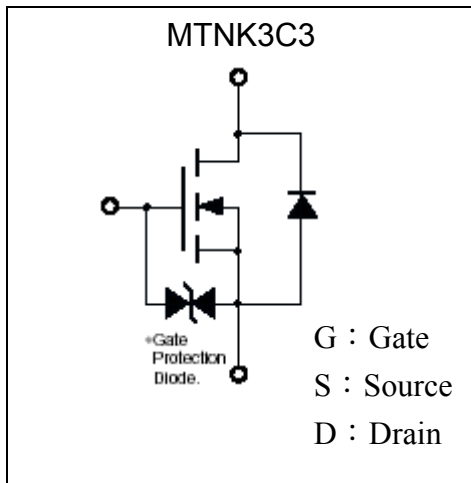 MTNK3C3
*Gate
Protection
Diode.
G：Gate
S：Source
D：Drain